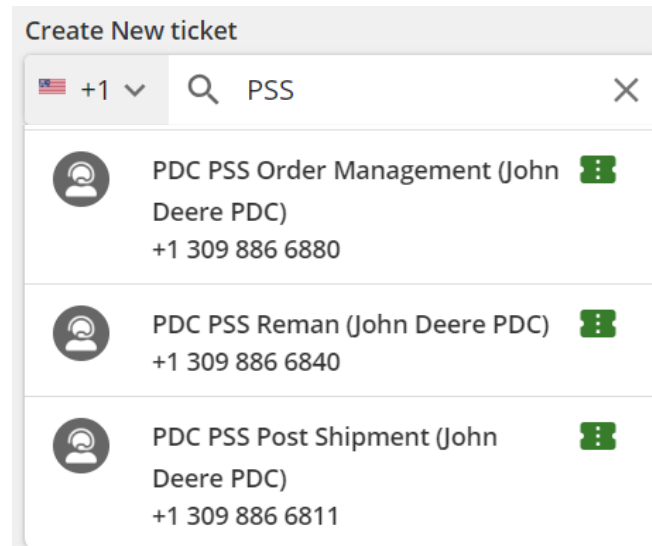 Create New ticket
+1 PSS
PDC PSS Order Management (John
Deere PDC)
+1 309 886 6880
PDC PSS Reman (John Deere PDC)
+1 309 886 6840
PDC PSS Post Shipment (John
Deere PDC)
+1 309 886 6811